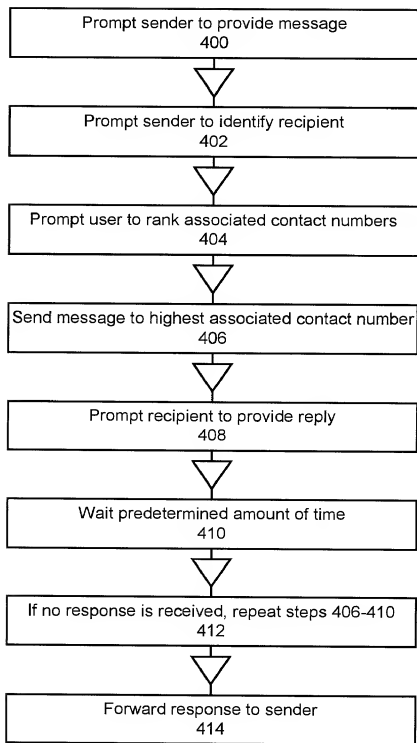 Prompt sender to provide message
400
Prompt sender to identify recipient
402
Prompt user to rank associated contact numbers
404
Send message to highest associated contact number
406
Prompt recipient to provide reply
408
Wait predetermined amount of time
410
If no response is received, repeat steps 406-410
412
Forward response to sender
414